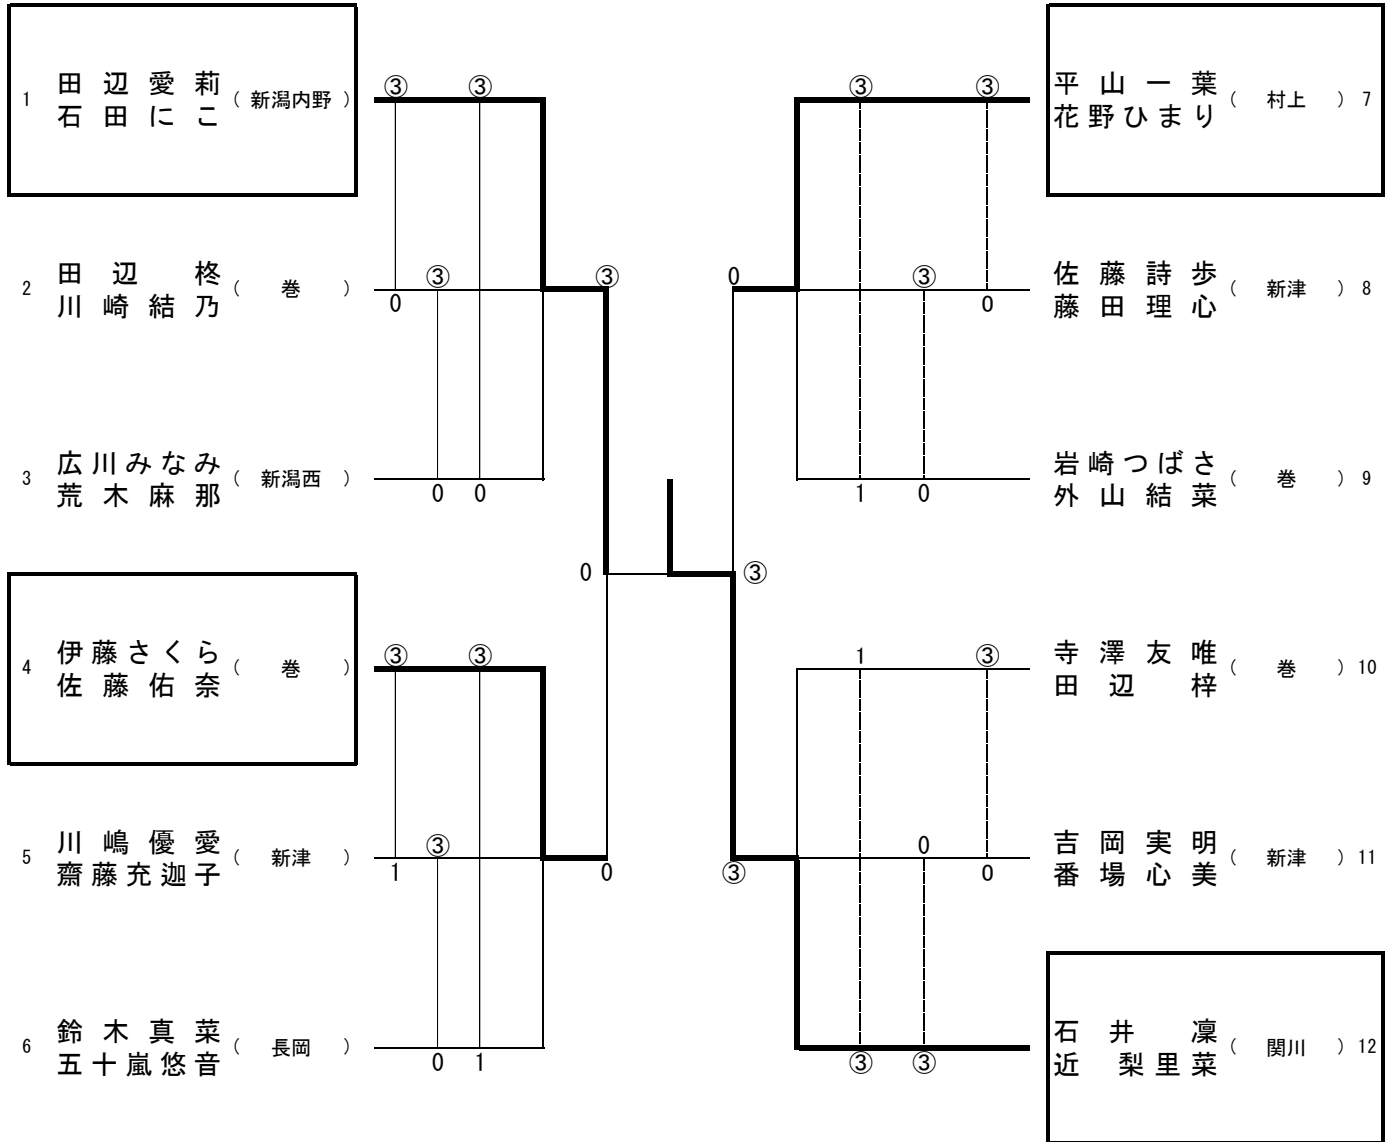 1 田辺愛莉 石田にこ (新潟内野)
③ ③
2 田辺柊 川崎結乃 (巻)
③ ③
0
3 広川みなみ 荒木麻那 (新潟西)
0 0
0
4 伊藤さくら 佐藤佑奈 (巻)
③ ③
5 川嶋優愛 齋藤充迦子 (新津)
③
1 0
6 鈴木真菜 五十嵐悠音 (長岡)
0 1
③ ③
平山一葉 花野ひまり (村上) 7
0 ③
佐藤詩歩 藤田理心 (新津) 8
0
岩崎つばさ 外山結菜 (巻) 9
1 0
③
1 ③
寺澤友唯 田辺梓 (巻) 10
0
吉岡実明 番場心美 (新津) 11
③ 0
石井凜 近梨里菜 (関川) 12
③ ③